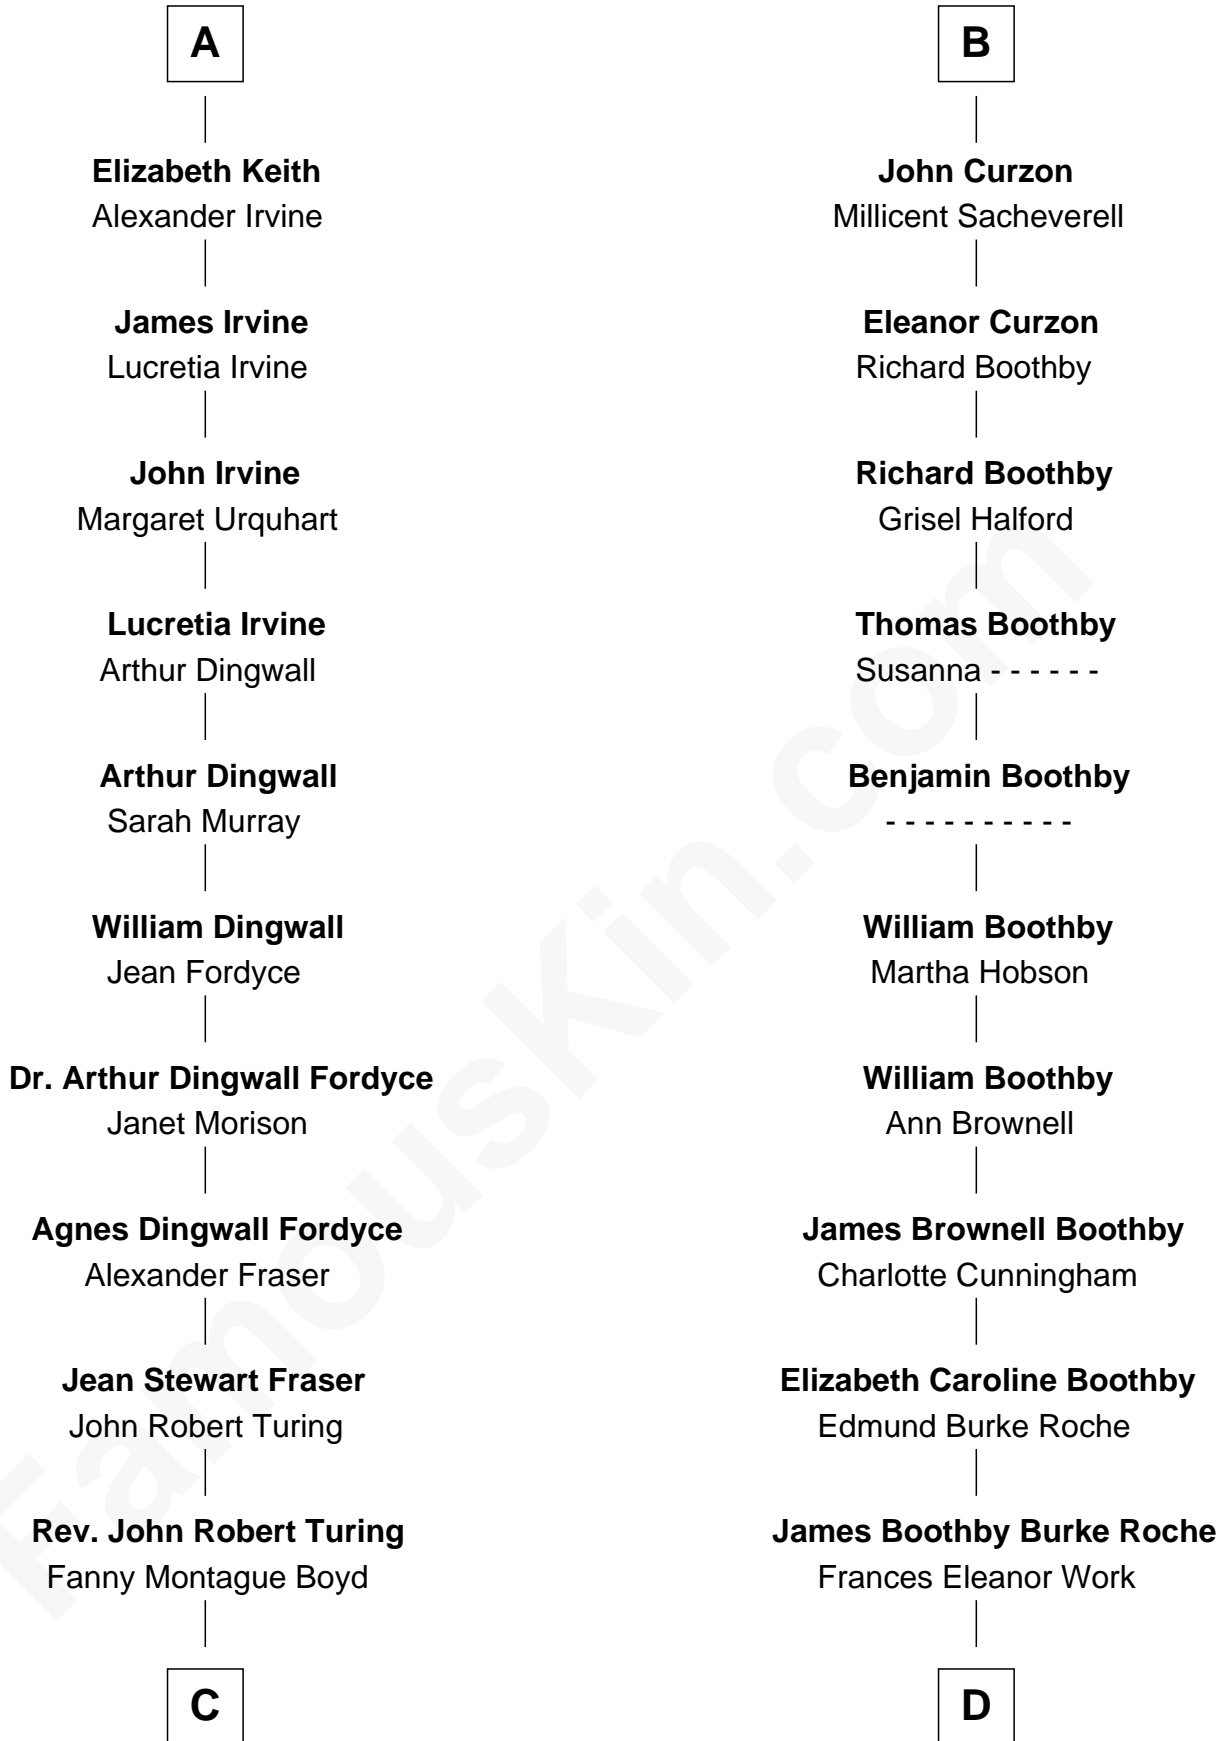 A
Elizabeth Keith
Alexander Irvine
James Irvine
Lucretia Irvine
John Irvine
Margaret Urquhart
Lucretia Irvine
Arthur Dingwall
Arthur Dingwall
Sarah Murray
William Dingwall
Jean Fordyce
Dr. Arthur Dingwall Fordyce
Janet Morison
Agnes Dingwall Fordyce
Alexander Fraser
Jean Stewart Fraser
John Robert Turing
Rev. John Robert Turing
Fanny Montague Boyd
C
B
John Curzon
Millicent Sacheverell
Eleanor Curzon
Richard Boothby
Richard Boothby
Grisel Halford
Thomas Boothby
Susanna - - - - - -
Benjamin Boothby
- - - - - - - - - -
William Boothby
Martha Hobson
William Boothby
Ann Brownell
James Brownell Boothby
Charlotte Cunningham
Elizabeth Caroline Boothby
Edmund Burke Roche
James Boothby Burke Roche
Frances Eleanor Work
D
FamousKin.com